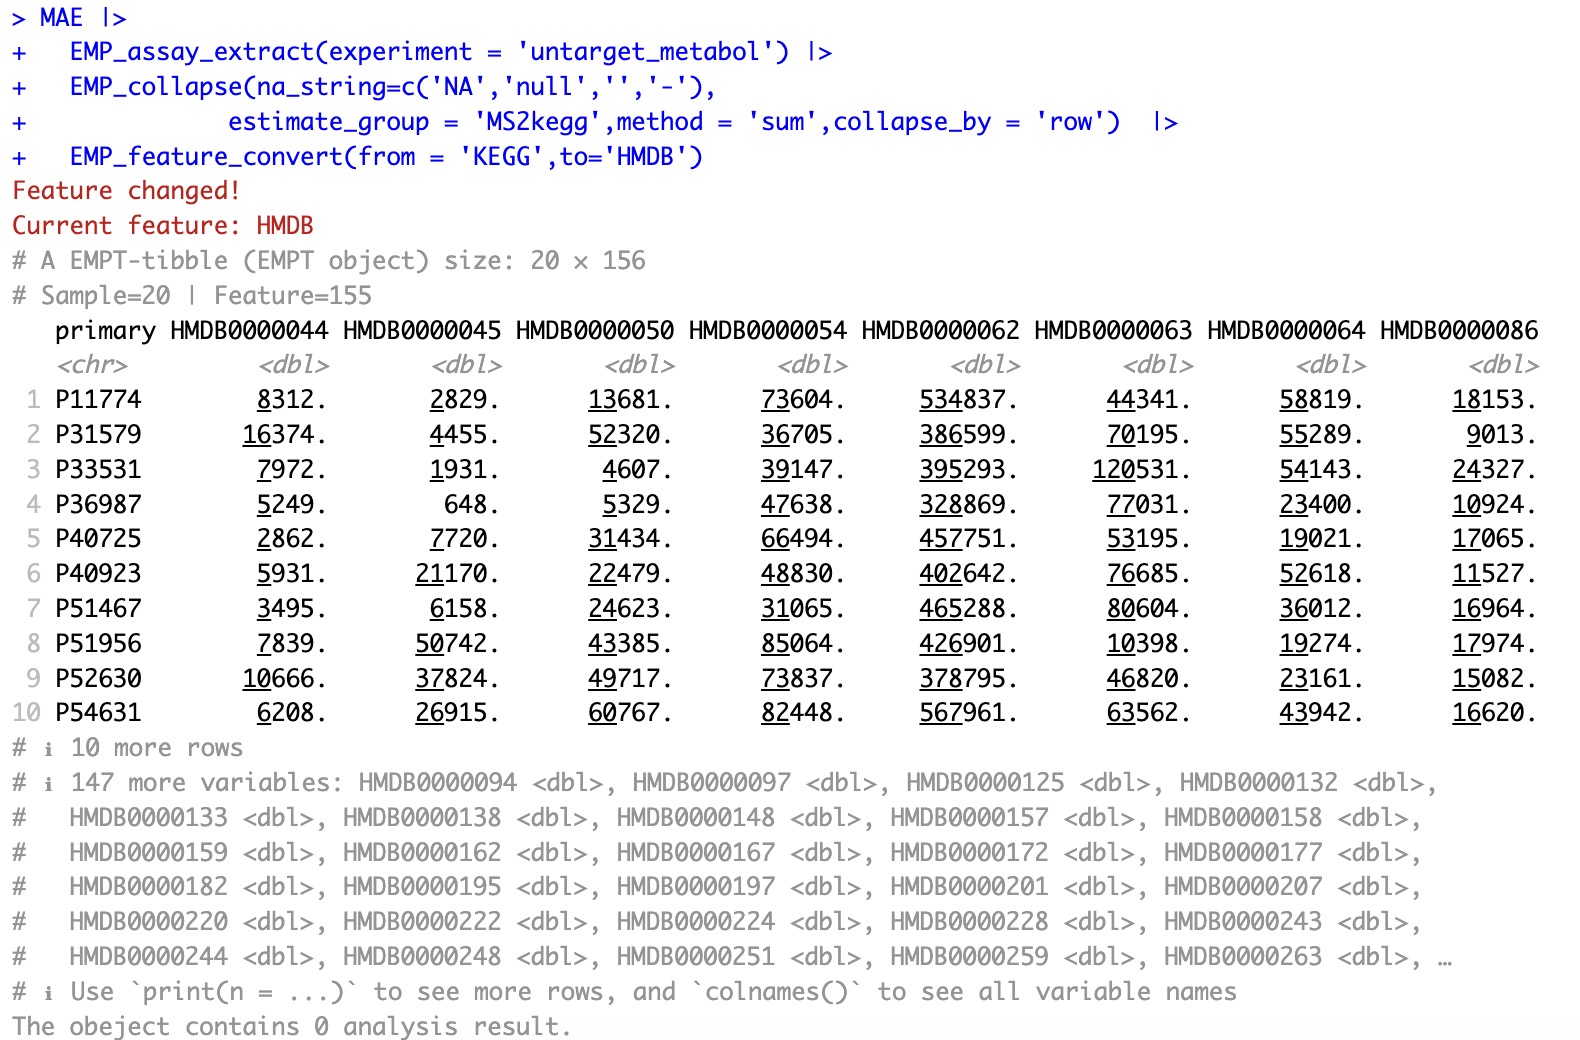 > MAE |>
+   EMP_assay_extract(experiment = 'untarget_metabol') |>
+   EMP_collapse(na_string=c('NA','null','','-'),
+              estimate_group = 'MS2kegg',method = 'sum',collapse_by = 'row')  |>
+   EMP_feature_convert(from = 'KEGG',to='HMDB')
Feature changed!
Current feature: HMDB
# A EMPT-tibble (EMPT object) size: 20 × 156
# Sample=20 | Feature=155
   primary HMDB0000044 HMDB0000045 HMDB0000050 HMDB0000054 HMDB0000062 HMDB0000063 HMDB0000064 HMDB0000086
   <chr>         <dbl>       <dbl>       <dbl>       <dbl>       <dbl>       <dbl>       <dbl>       <dbl>
 1 P11774        8312.       2829.      13681.      73604.     534837.      44341.      58819.      18153.
 2 P31579       16374.       4455.      52320.      36705.     386599.      70195.      55289.       9013.
 3 P33531        7972.       1931.       4607.      39147.     395293.     120531.      54143.      24327.
 4 P36987        5249.        648.       5329.      47638.     328869.      77031.      23400.      10924.
 5 P40725        2862.       7720.      31434.      66494.     457751.      53195.      19021.      17065.
 6 P40923        5931.      21170.      22479.      48830.     402642.      76685.      52618.      11527.
 7 P51467        3495.       6158.      24623.      31065.     465288.      80604.      36012.      16964.
 8 P51956        7839.      50742.      43385.      85064.     426901.      10398.      19274.      17974.
 9 P52630       10666.      37824.      49717.      73837.     378795.      46820.      23161.      15082.
10 P54631        6208.      26915.      60767.      82448.     567961.      63562.      43942.      16620.
# ℹ 10 more rows
# ℹ 147 more variables: HMDB0000094 <dbl>, HMDB0000097 <dbl>, HMDB0000125 <dbl>, HMDB0000132 <dbl>,
#   HMDB0000133 <dbl>, HMDB0000138 <dbl>, HMDB0000148 <dbl>, HMDB0000157 <dbl>, HMDB0000158 <dbl>,
#   HMDB0000159 <dbl>, HMDB0000162 <dbl>, HMDB0000167 <dbl>, HMDB0000172 <dbl>, HMDB0000177 <dbl>,
#   HMDB0000182 <dbl>, HMDB0000195 <dbl>, HMDB0000197 <dbl>, HMDB0000201 <dbl>, HMDB0000207 <dbl>,
#   HMDB0000220 <dbl>, HMDB0000222 <dbl>, HMDB0000224 <dbl>, HMDB0000228 <dbl>, HMDB0000243 <dbl>,
#   HMDB0000244 <dbl>, HMDB0000248 <dbl>, HMDB0000251 <dbl>, HMDB0000259 <dbl>, HMDB0000263 <dbl>, …
# ℹ Use `print(n = ...)` to see more rows, and `colnames()` to see all variable names
The obeject contains 0 analysis result.